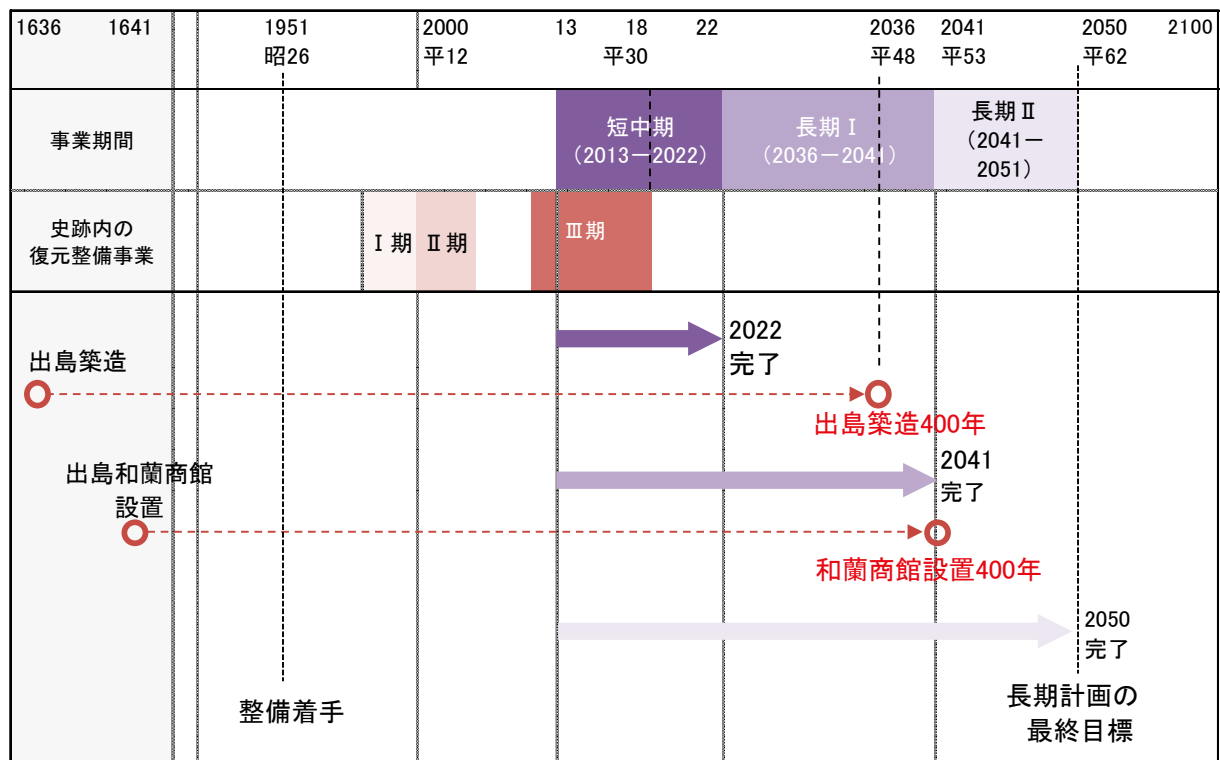 1636 1641 1951 2000 13 18 22 2036 2041 2050 2100
昭26 平12 平30 平48 平53 平62
事業期間
短中期
（2013－2022）
長期Ⅰ
（2036－2041）
長期Ⅱ
（2041－
2051）
史跡内の
復元整備事業
Ⅰ期 Ⅱ期 Ⅲ期
2022
完了
出島築造
出島築造400年
出島和蘭商館
設置
2041
完了
和蘭商館設置400年
2050
完了
整備着手
長期計画の
最終目標